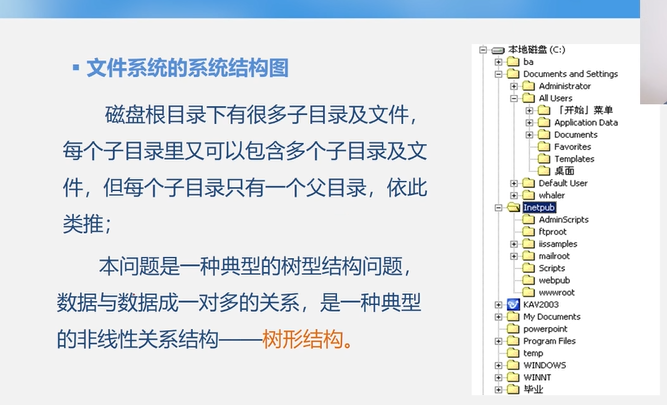 文件系统的系统结构图
磁盘根目录下有很多子目录及文件，
每个子目录里又可以包含多个子目录及文
件，但每个子目录只有一个父目录，依此
类推；
本问题是一种典型的树型结构问题，
数据与数据成一对多的关系，是一种典型
的非线性关系结构——树形结构。
本地磁盘 (C:)
ba
Documents and Settings
Administrator
All Users
「开始」菜单
Application Data
Documents
Favorites
Templates
桌面
Default User
whaler
Inetpub
AdminScripts
ftproot
iissamples
mailroot
Scripts
webpub
wwwroot
KAV2003
My Documents
powerpoint
Program Files
temp
WINDOWS
WINNT
毕业